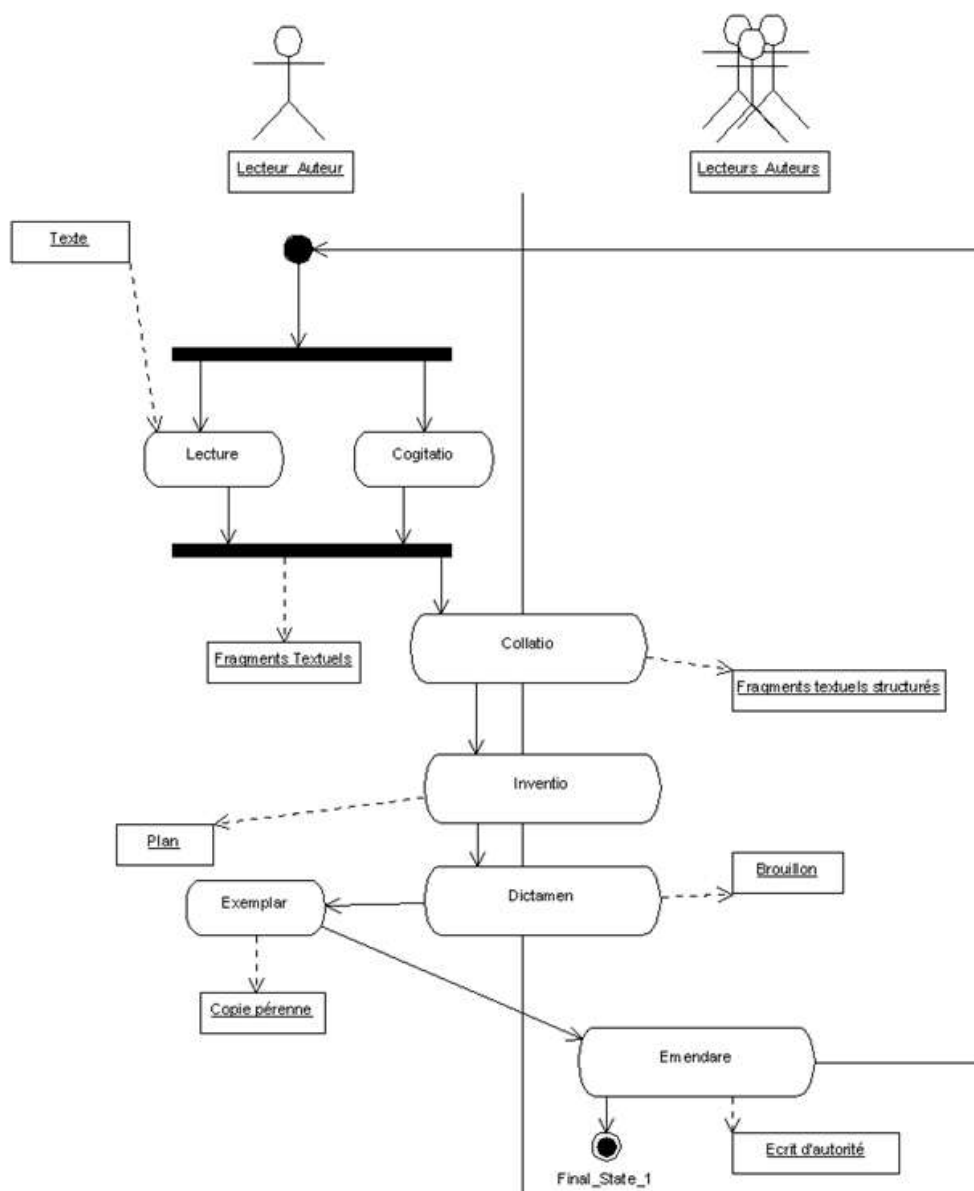 Lecteur_Auteur
Lecteurs_Auteurs
Texte
Lecture
Cogitatio
Collatio
Fragments Textuels
Fragments textuels structurés
Inventio
Plan
Brouillon
Dictamen
Exemplar
Copie pérenne
Emendare
Ecrit d'autorité
Final_State_1